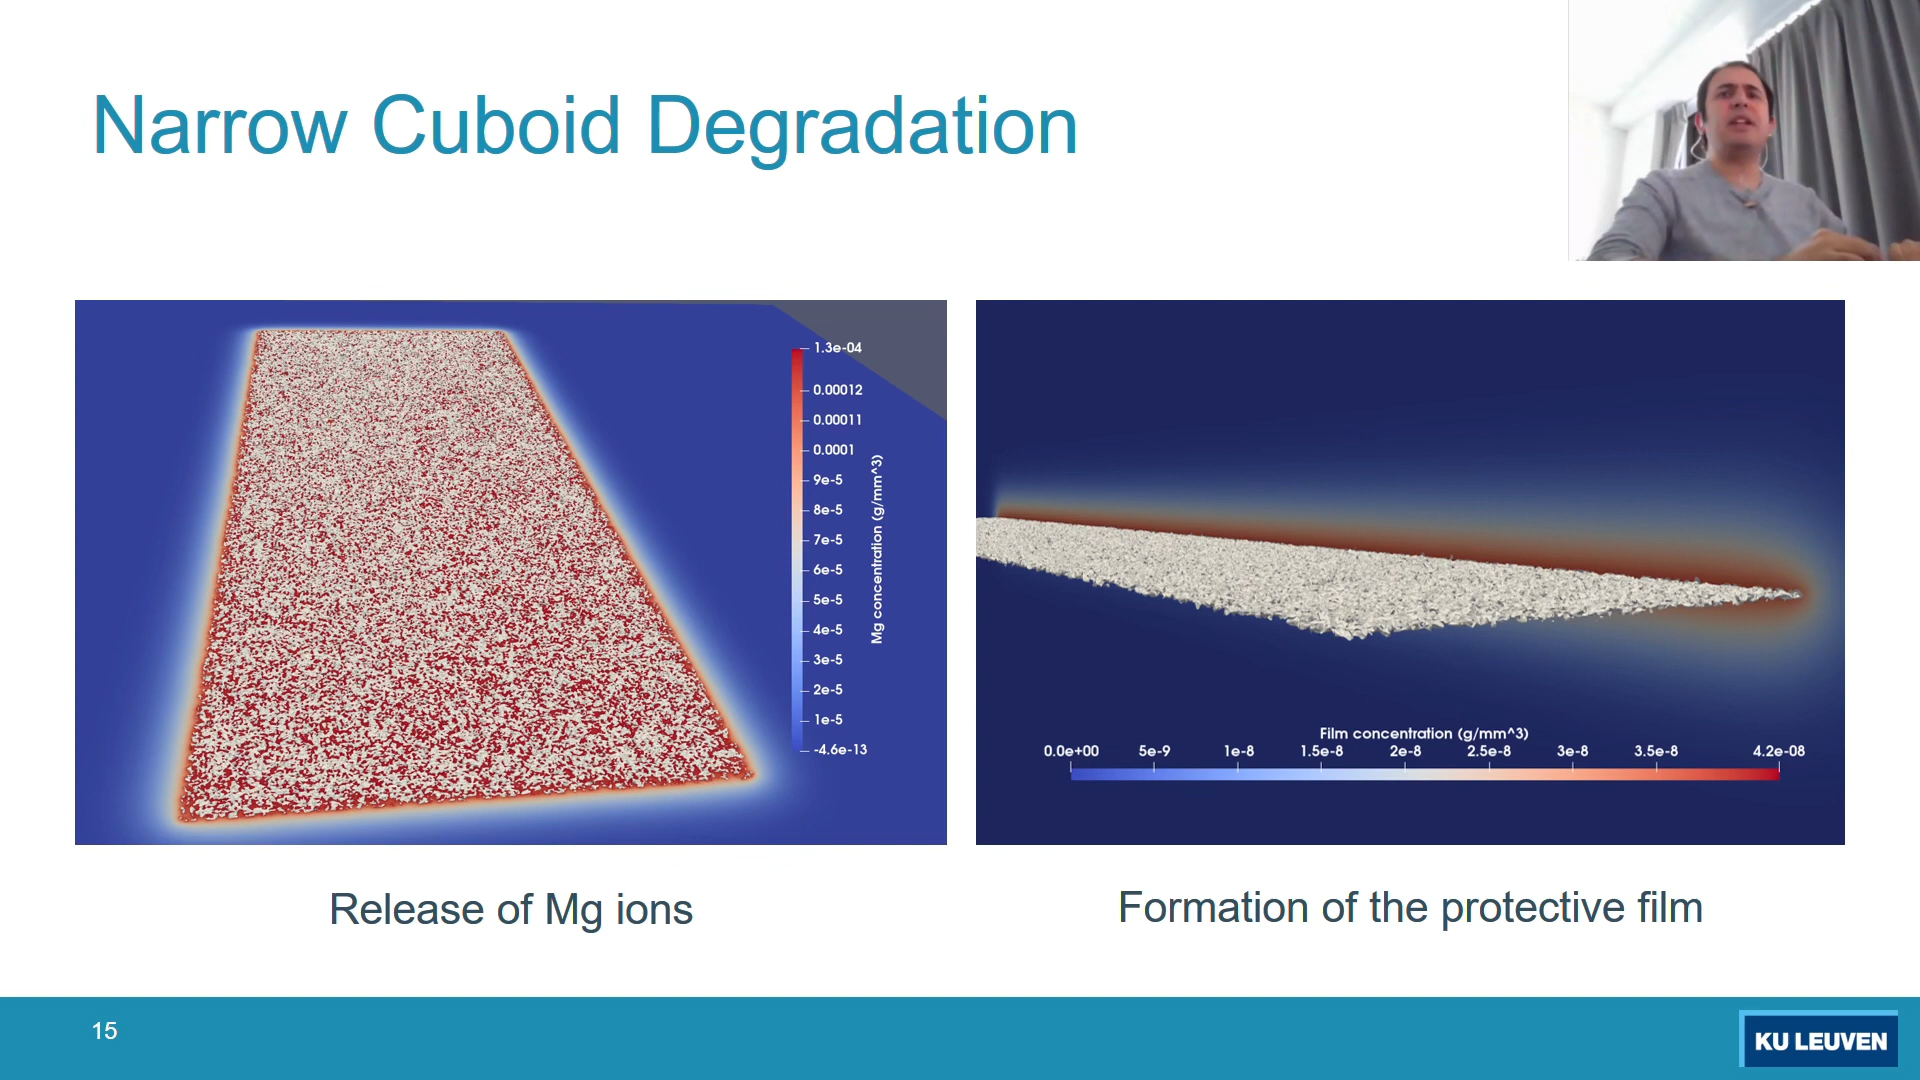 Narrow Cuboid Degradation
1.3e-04
0.00012
0.00011
0.0001
9e-5
8e-5
7e-5
6e-5
5e-5
4e-5
3e-5
2e-5
1e-5
-4.6e-13
Mg concentration (g/mm^3)
Film concentration (g/mm^3)
0.0e+00 5e-9 1e-8 1.5e-8 2e-8 2.5e-8 3e-8 3.5e-8 4.2e-08
Release of Mg ions
Formation of the protective film
15
KU LEUVEN